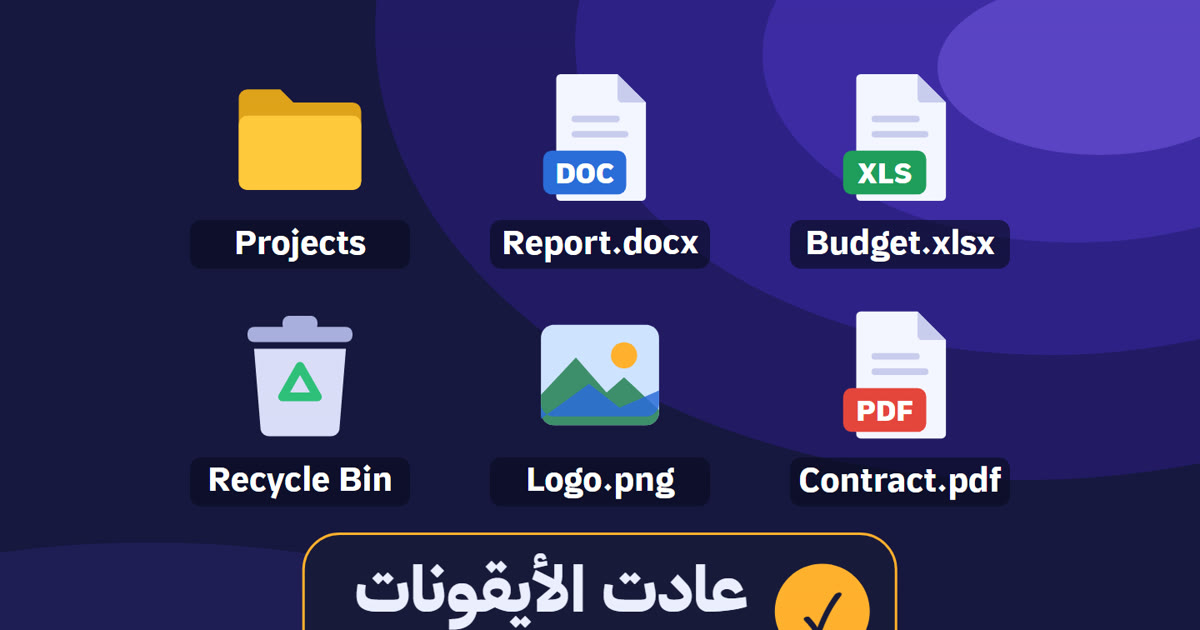 DOC
XLS
Projects
Report.docx
Budget.xlsx
PDF
Recycle Bin
Logo.png
Contract.pdf
عادت الأيقونات